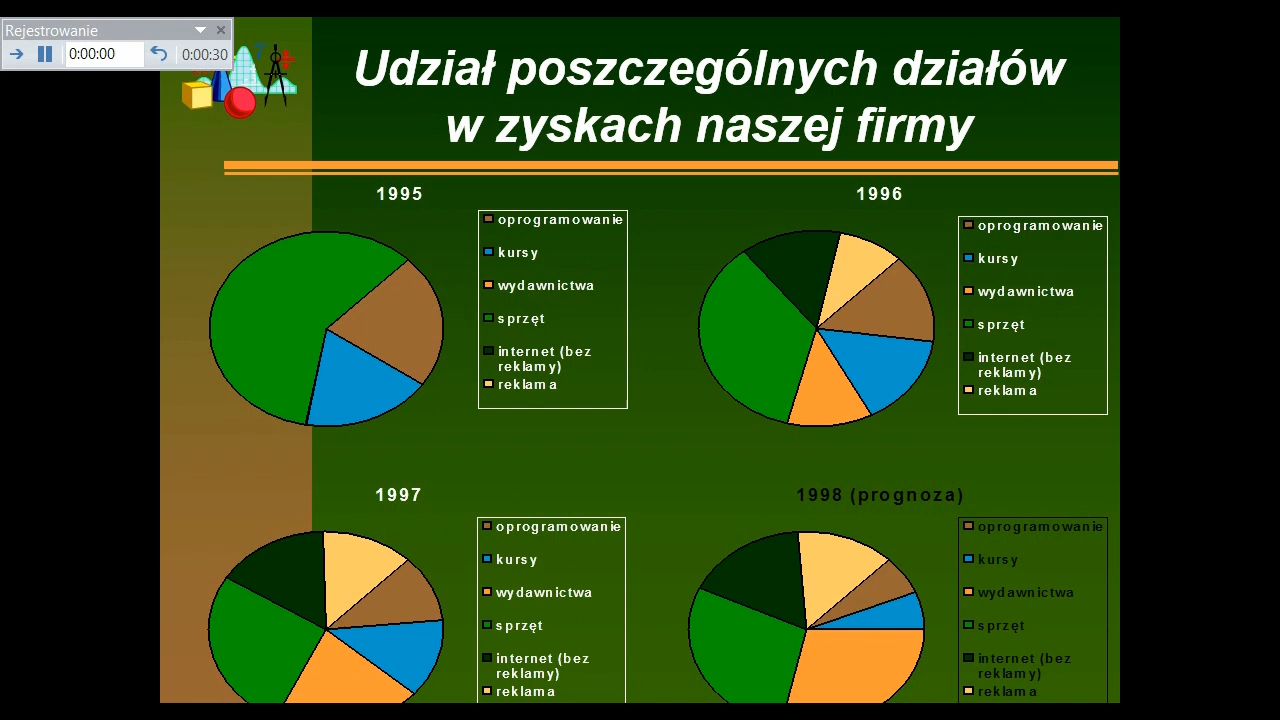 Rejestrowanie
0:00:00
0:00:30
Udział poszczególnych działów
w zyskach naszej firmy
1995
oprogramowanie
kursy
wydawnictwa
sprzęt
internet (bez
reklamy)
reklama
1996
oprogramowanie
kursy
wydawnictwa
sprzęt
internet (bez
reklamy)
reklama
1997
oprogramowanie
kursy
wydawnictwa
sprzęt
internet (bez
reklamy)
reklama
1998 (prognoza)
oprogramowanie
kursy
wydawnictwa
sprzęt
internet (bez
reklamy)
reklama